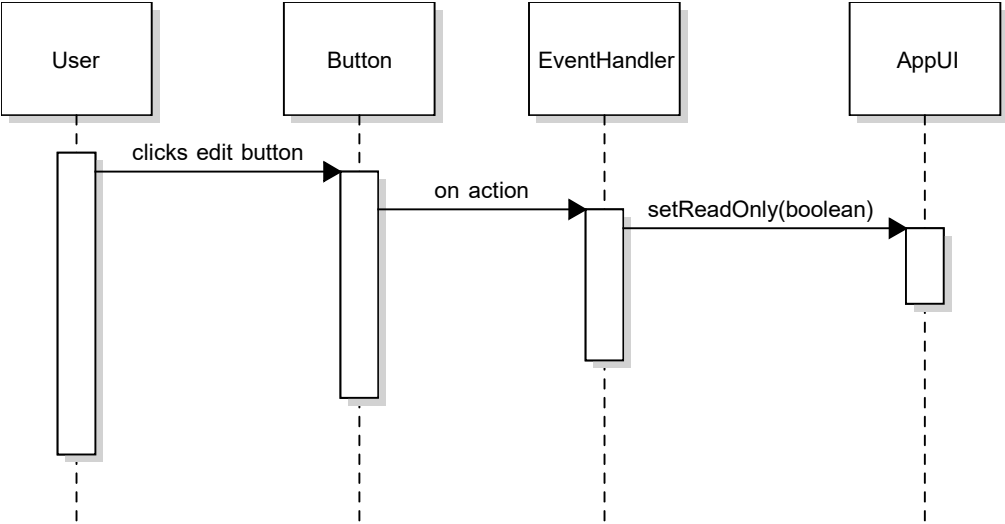 User
Button
EventHandler
AppUI
clicks edit button
on action
setReadOnly(boolean)